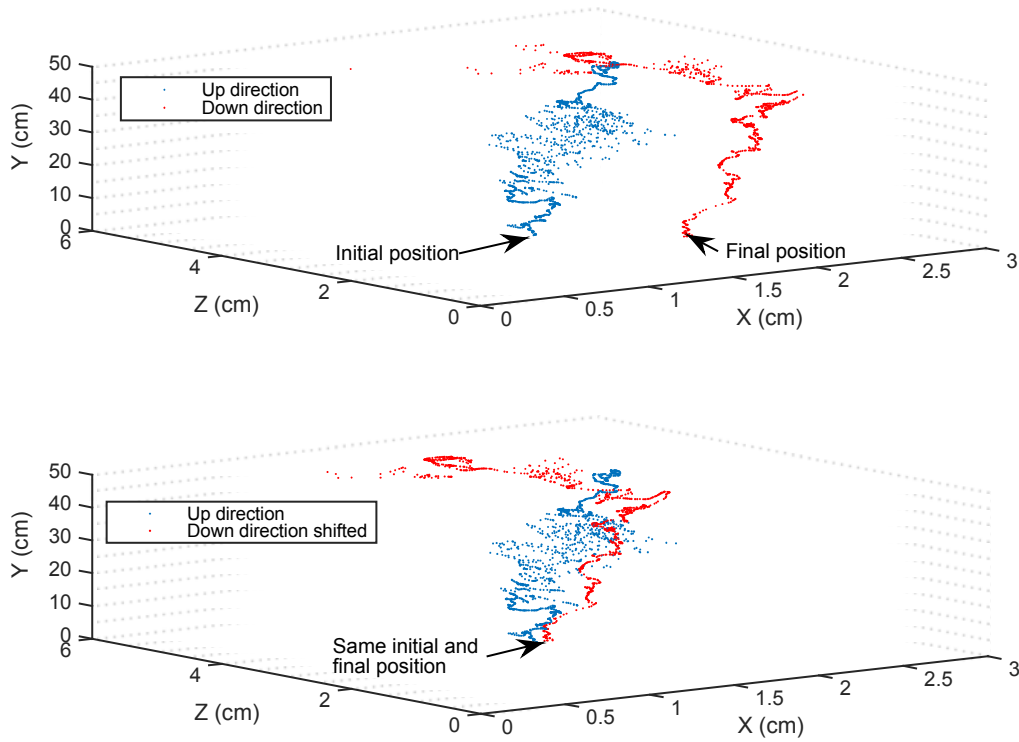 50
40
30
20
10
0
Y (cm)
Up direction
Down direction
Initial position
Final position
6
4
2
0
Z (cm)
0
0.5
1
1.5
2
2.5
3
X (cm)
50
40
30
20
10
0
Y (cm)
Up direction
Down direction shifted
Same initial and
final position
6
4
2
0
Z (cm)
0
0.5
1
1.5
2
2.5
3
X (cm)